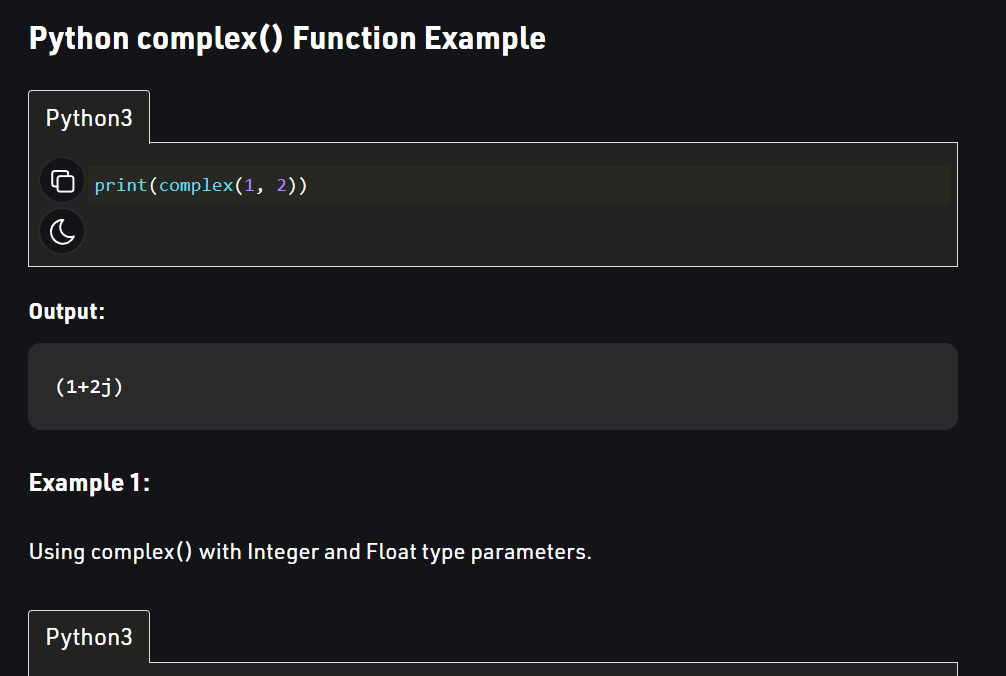 Python complex() Function Example
Python3
print(complex(1, 2))
Output:
(1+2j)
Example 1:
Using complex() with Integer and Float type parameters.
Python3